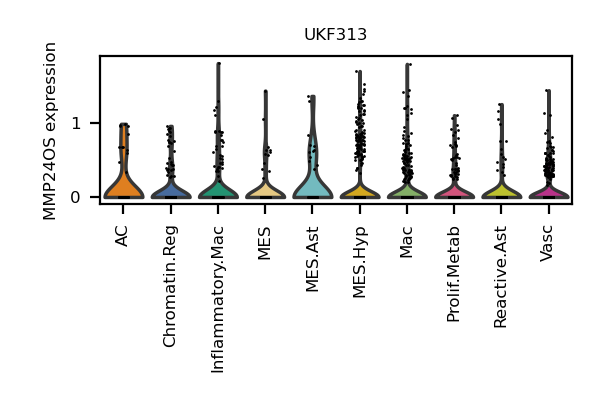 UKF313
MMP24OS expression
1
0
AC
Chromatin.Reg
Inflammatory.Mac
MES
MES.Ast
MES.Hyp
Mac
Prolif.Metab
Reactive.Ast
Vasc